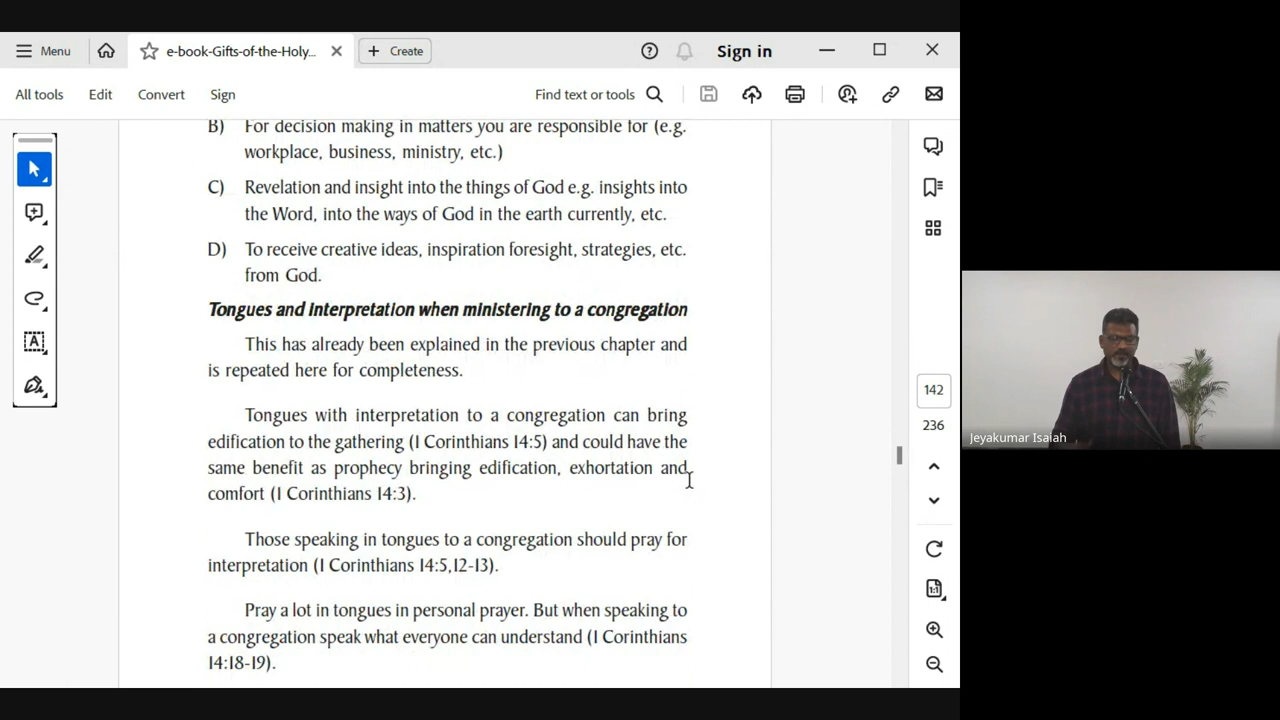 Menu
e-book-Gifts-of-the-Holy...
Create
Sign in
All tools
Edit
Convert
Sign
Find text or tools
B) For decision making in matters you are responsible for (e.g.
workplace, business, ministry, etc.)
C) Revelation and insight into the things of God e.g. insights into
the Word, into the ways of God in the earth currently, etc.
D) To receive creative ideas, inspiration foresight, strategies, etc.
from God.
Tongues and interpretation when ministering to a congregation
This has already been explained in the previous chapter and
is repeated here for completeness.
Tongues with interpretation to a congregation can bring
edification to the gathering (I Corinthians 14:5) and could have the
same benefit as prophecy bringing edification, exhortation and
comfort (I Corinthians 14:3).
Those speaking in tongues to a congregation should pray for
interpretation (I Corinthians 14:5,12-13).
Pray a lot in tongues in personal prayer. But when speaking to
a congregation speak what everyone can understand (I Corinthians
14:18-19).
142
236
1:1
Jeyakumar Isaiah